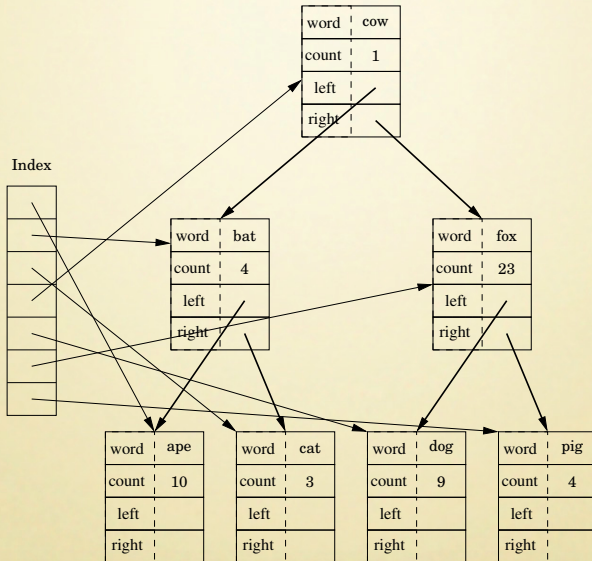 word cow
count 1
left
right
Index
word bat
count 4
left
right
word fox
count 23
left
right
word ape
count 10
left
right
word cat
count 3
left
right
word dog
count 9
left
right
word pig
count 4
left
right